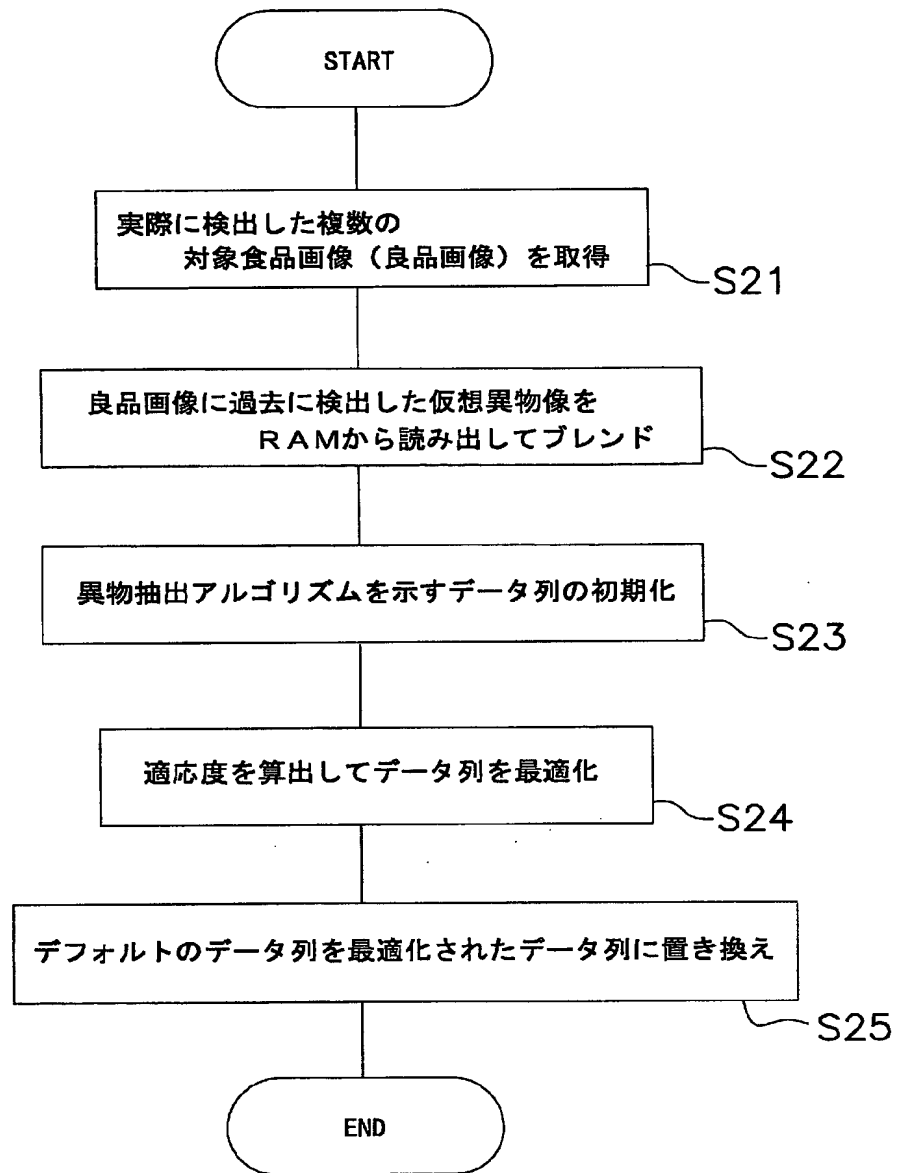 START
実際に検出した複数の
対象食品画像（良品画像）を取得
S21
良品画像に過去に検出した仮想異物像を
ＲＡＭから読み出してブレンド
S22
異物抽出アルゴリズムを示すデータ列の初期化
S23
適応度を算出してデータ列を最適化
S24
デフォルトのデータ列を最適化されたデータ列に置き換え
S25
END